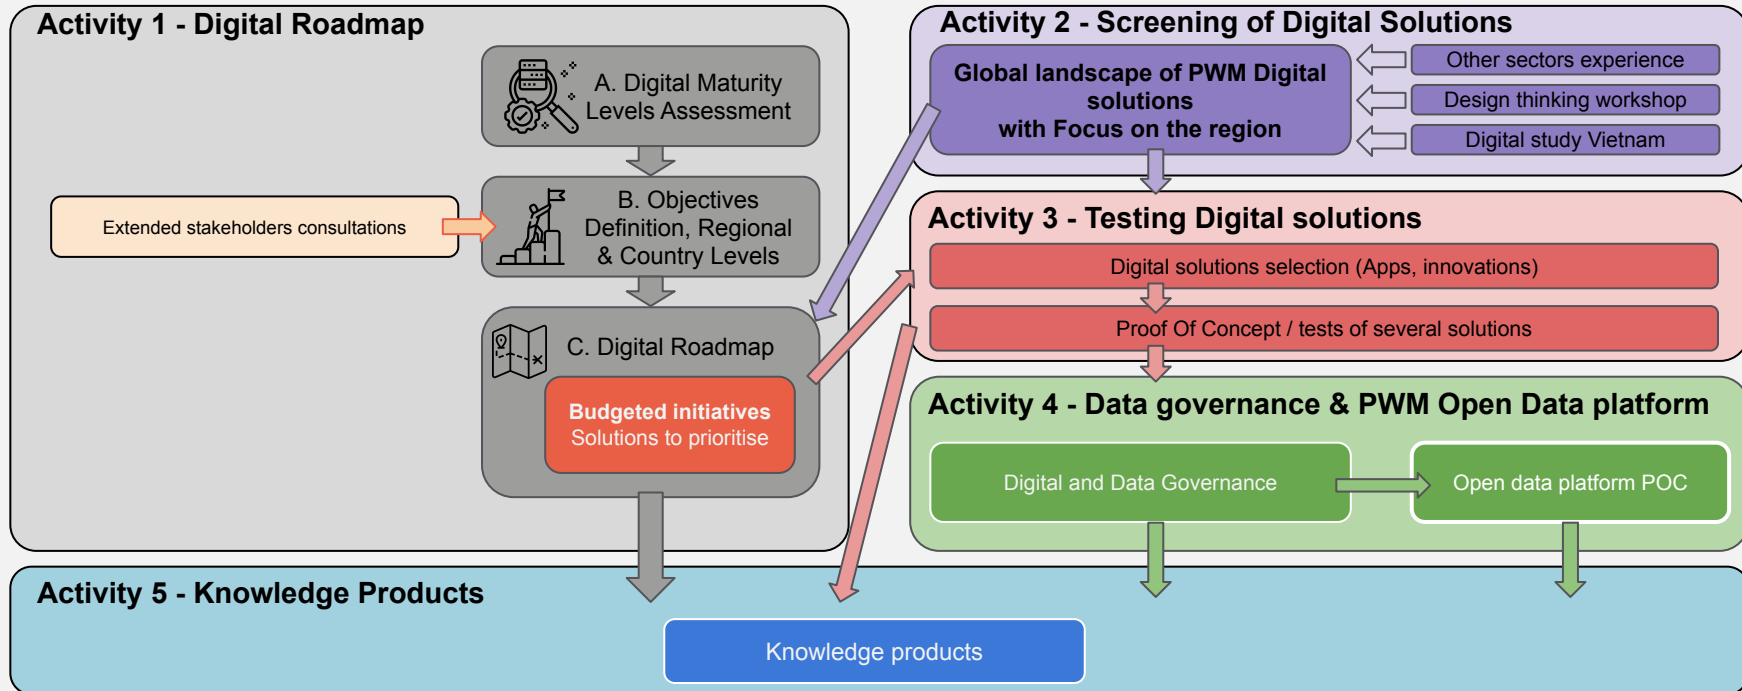 Activity 1 - Digital Roadmap
A. Digital Maturity
Levels Assessment
Extended stakeholders consultations
B. Objectives
Definition, Regional
& Country Levels
C. Digital Roadmap
Budgeted initiatives
Solutions to prioritise
Activity 2 - Screening of Digital Solutions
Global landscape of PWM Digital
solutions
with Focus on the region
Other sectors experience
Design thinking workshop
Digital study Vietnam
Activity 3 - Testing Digital solutions
Digital solutions selection (Apps, innovations)
Proof Of Concept / tests of several solutions
Activity 4 - Data governance & PWM Open Data platform
Digital and Data Governance
Open data platform POC
Activity 5 - Knowledge Products
Knowledge products